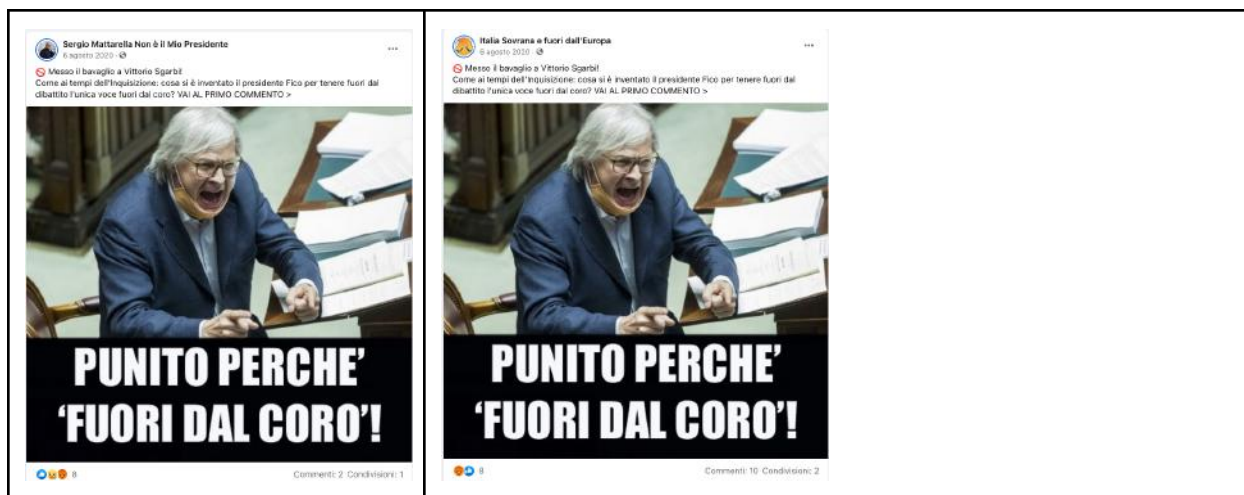 Sergio Mattarella Non è il Mio Presidente
6 agosto 2020 ·
Messo il bavaglio a Vittorio Sgarbi!
Come ai tempi dell'Inquisizione: cosa si è inventato il presidente Fico per tenere fuori dal
dibattito l'unica voce fuori dal coro? VAI AL PRIMO COMMENTO >
PUNITO PERCHE'
'FUORI DAL CORO'!
8
Commenti: 2 Condivisioni: 1
Italia Sovrana e fuori dall'Europa
6 agosto 2020 ·
Messo il bavaglio a Vittorio Sgarbi!
Come ai tempi dell'Inquisizione: cosa si è inventato il presidente Fico per tenere fuori dal
dibattito l'unica voce fuori dal coro? VAI AL PRIMO COMMENTO >
PUNITO PERCHE'
'FUORI DAL CORO'!
8
Commenti: 10 Condivisioni: 2